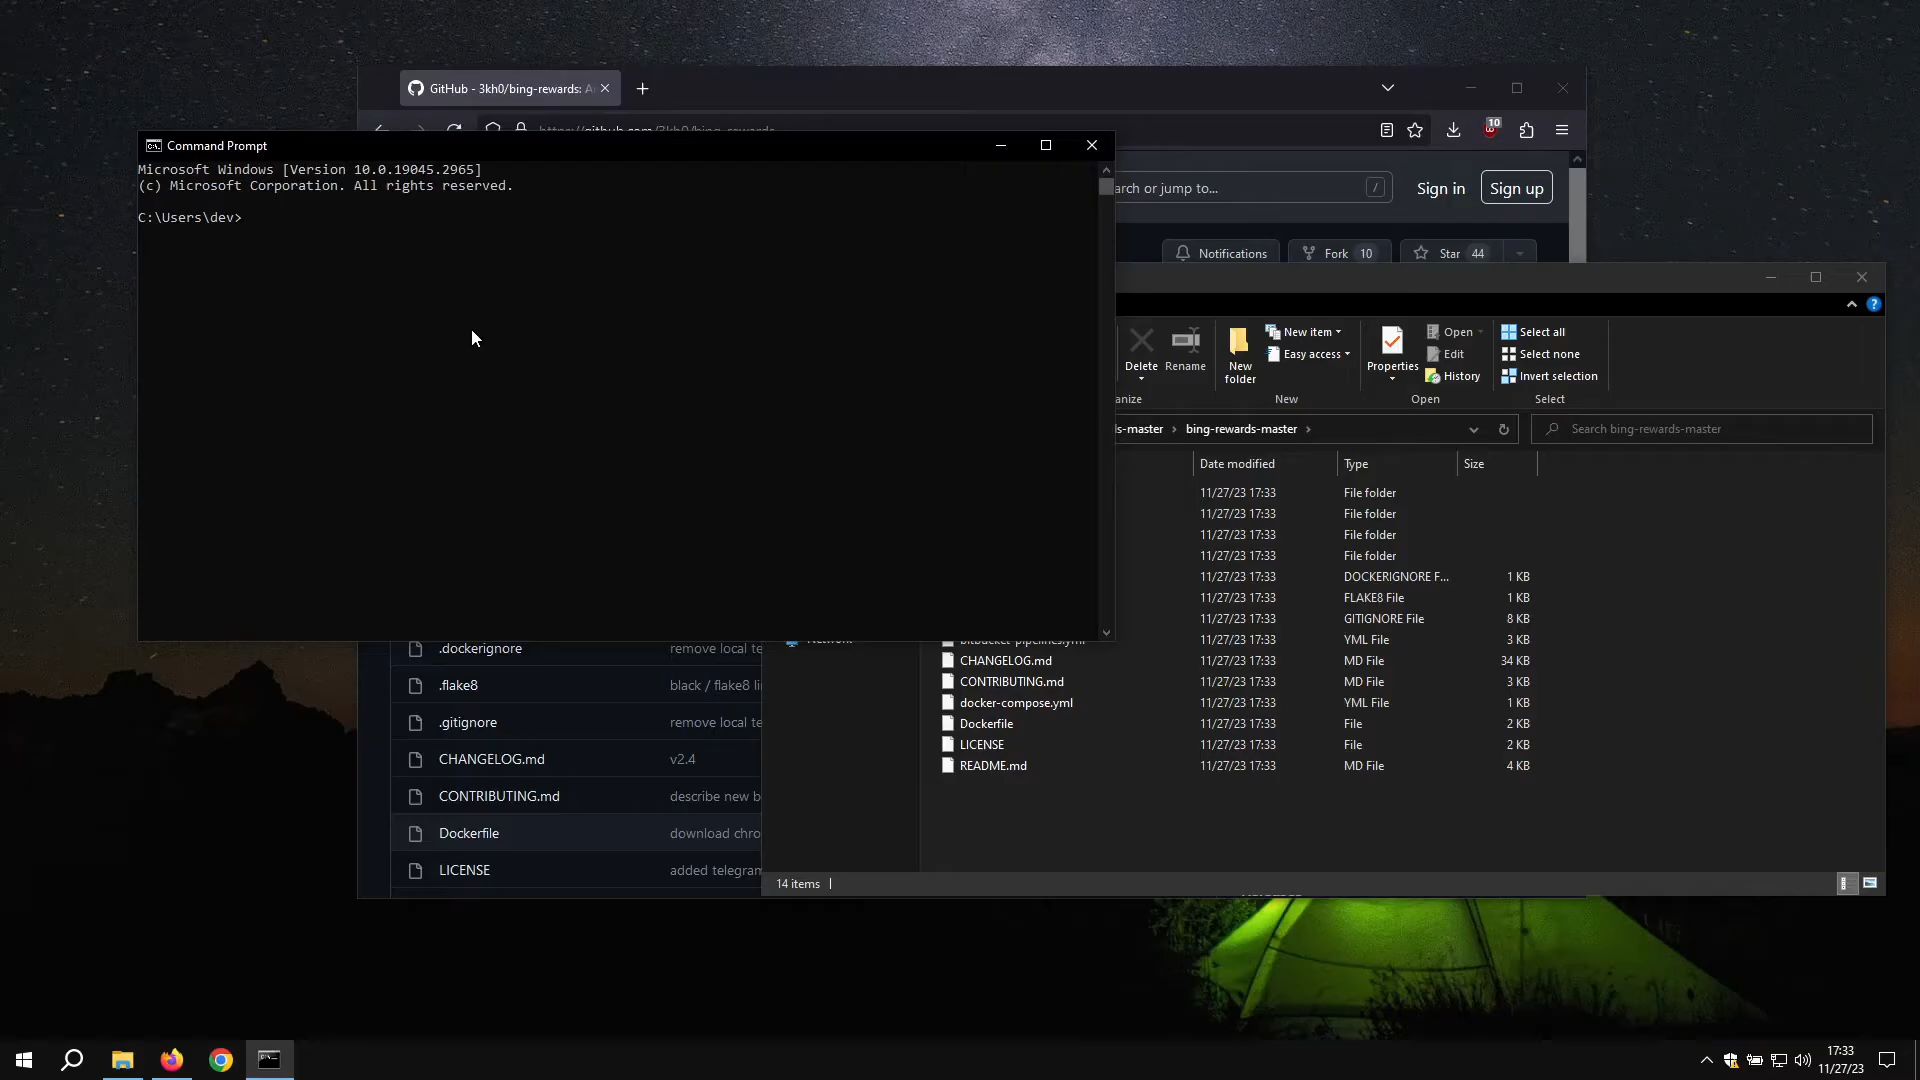 GitHub - 3kh0/bing-rewards: A
10
Command Prompt
Microsoft Windows [Version 10.0.19045.2965]
(c) Microsoft Corporation. All rights reserved.
C:\Users\dev>
arch or jump to...
/
Sign in
Sign up
Notifications
Fork 10
Star 44
Delete
Rename
New folder
New item
Easy access
Properties
Open
Edit
History
Select all
Select none
Invert selection
anize
New
Open
Select
s-master > bing-rewards-master >
Search bing-rewards-master
Date modified
Type
Size
11/27/23 17:33 File folder
11/27/23 17:33 File folder
11/27/23 17:33 File folder
11/27/23 17:33 File folder
11/27/23 17:33 DOCKERIGNORE F... 1 KB
11/27/23 17:33 FLAKE8 File 1 KB
11/27/23 17:33 GITIGNORE File 8 KB
bitbucket-pipelines.yml 11/27/23 17:33 YML File 3 KB
CHANGELOG.md 11/27/23 17:33 MD File 34 KB
CONTRIBUTING.md 11/27/23 17:33 MD File 3 KB
docker-compose.yml 11/27/23 17:33 YML File 1 KB
Dockerfile 11/27/23 17:33 File 2 KB
LICENSE 11/27/23 17:33 File 2 KB
README.md 11/27/23 17:33 MD File 4 KB
14 items
.dockerignore remove local te
.flake8 black / flake8 li
.gitignore remove local te
CHANGELOG.md v2.4
CONTRIBUTING.md describe new b
Dockerfile download chro
LICENSE added telegram
17:33
11/27/23